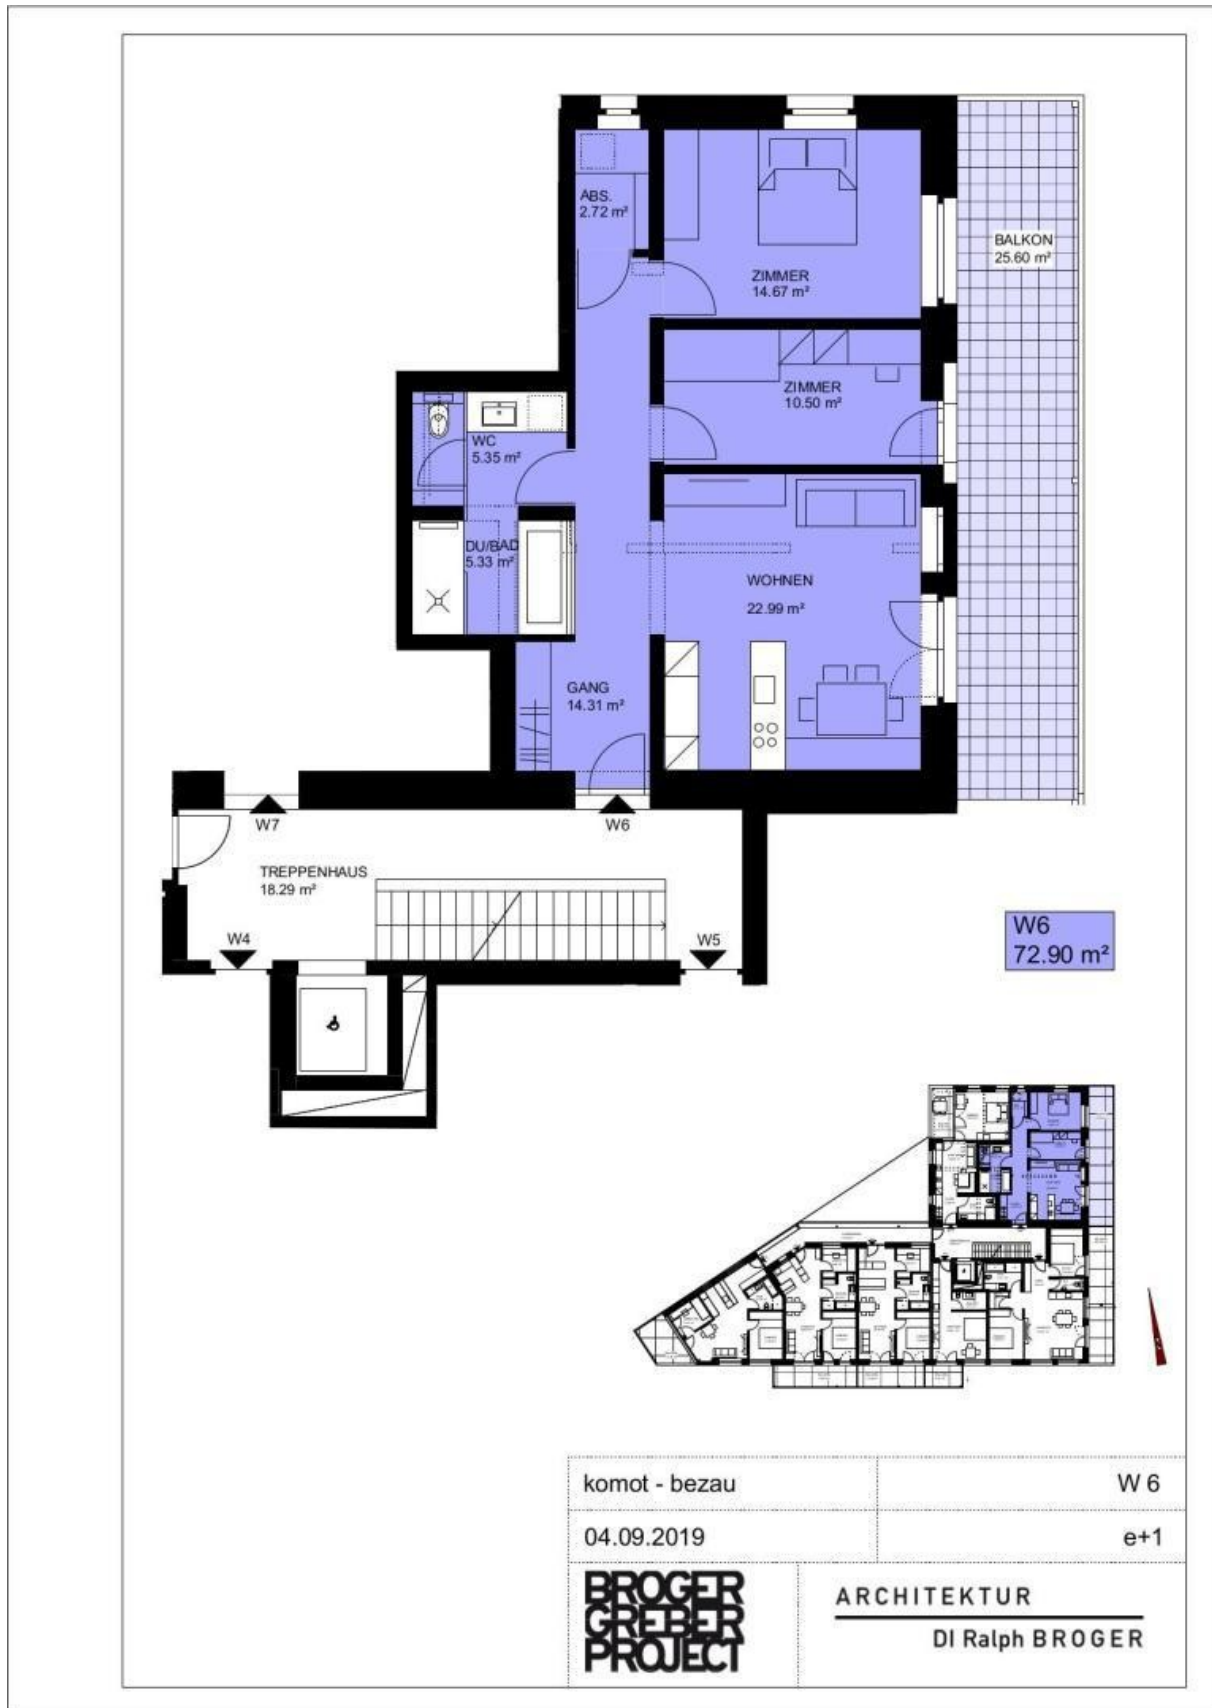 ABS.
2.72 m²
ZIMMER
14.67 m²
BALKON
25.60 m²
ZIMMER
10.50 m²
WC
5.35 m²
DU/BAD
5.33 m²
WOHNEN
22.99 m²
GANG
14.31 m²
W7
W6
TREPPENHAUS
18.29 m²
W4
W5
W6
72.90 m²
komot - bezau
W 6
04.09.2019
e+1
BROGER
GREBER
PROJECT
ARCHITEKTUR
DI Ralph BROGER